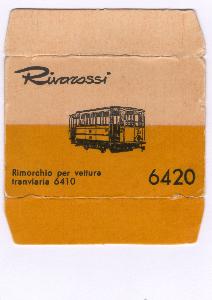 Rivarossi
Rimorchio per vettura
tranviaria 6410
6420